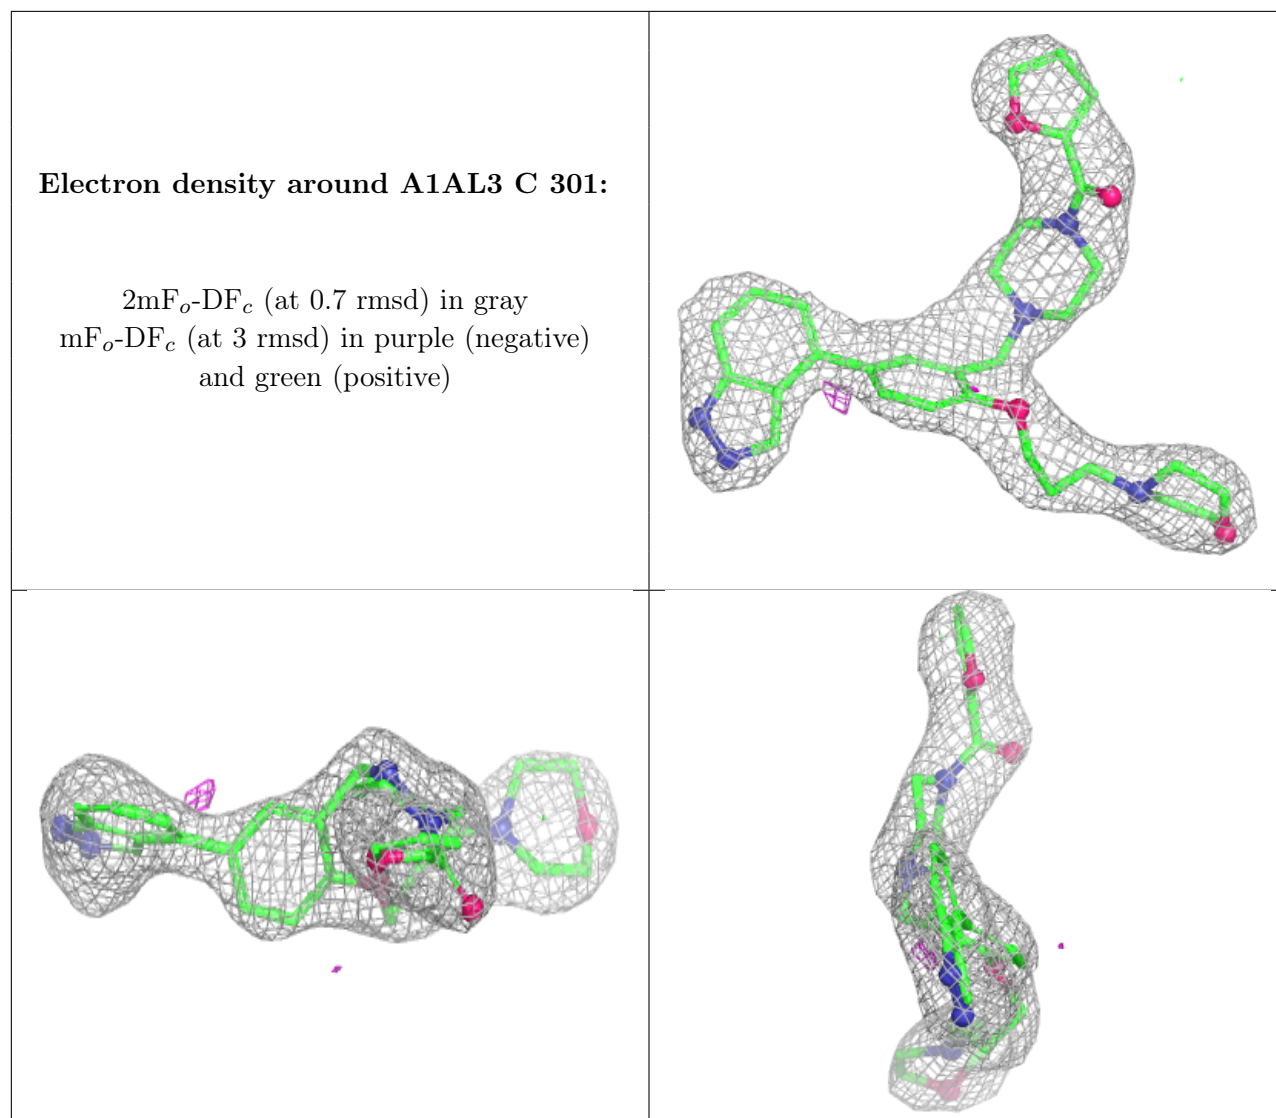 Electron density around A1AL3 C 301:
2mFₒ-DF𝑐 (at 0.7 rmsd) in gray
mFₒ-DF𝑐 (at 3 rmsd) in purple (negative)
and green (positive)